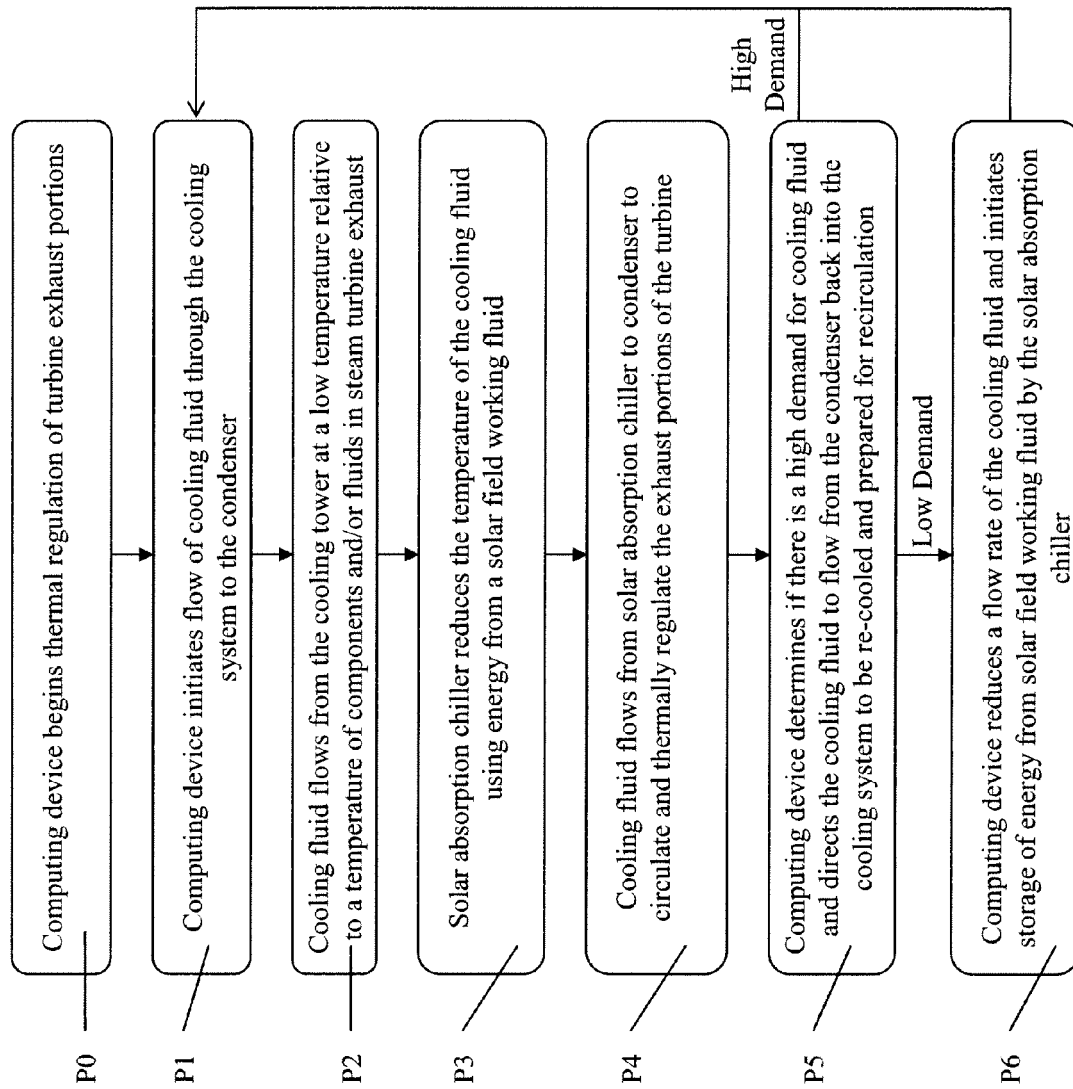 P0
Computing device begins thermal regulation of turbine exhaust portions
P1
Computing device initiates flow of cooling fluid through the cooling
system to the condenser
P2
Cooling fluid flows from the cooling tower at a low temperature relative
to a temperature of components and/or fluids in steam turbine exhaust
P3
Solar absorption chiller reduces the temperature of the cooling fluid
using energy from a solar field working fluid
P4
Cooling fluid flows from solar absorption chiller to condenser to
circulate and thermally regulate the exhaust portions of the turbine
P5
Computing device determines if there is a high demand for cooling fluid
and directs the cooling fluid to flow from the condenser back into the
cooling system to be re-cooled and prepared for recirculation
High
Demand
Low Demand
P6
Computing device reduces a flow rate of the cooling fluid and initiates
storage of energy from solar field working fluid by the solar absorption
chiller